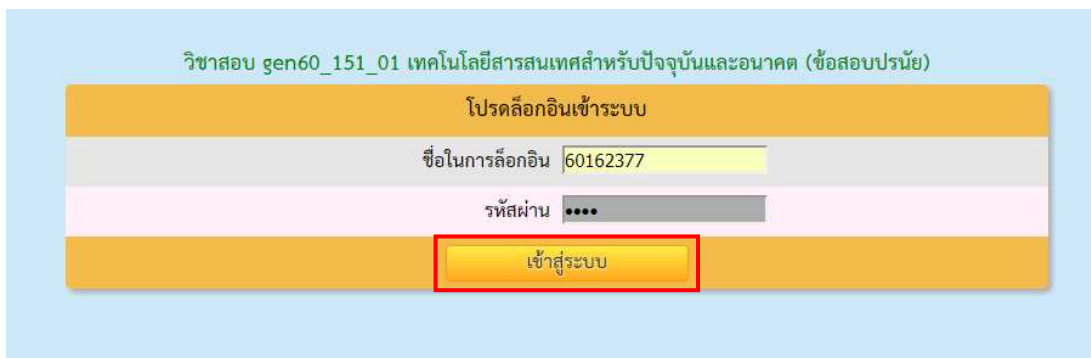 วิชาสอบ gen60_151_01 เทคโนโลยีสารสนเทศสำหรับปัจจุบันและอนาคต (ข้อสอบปรนัย)
โปรดล็อกอินเข้าระบบ
ชื่อในการล็อกอิน 60162377
รหัสผ่าน ••••
เข้าสู่ระบบ